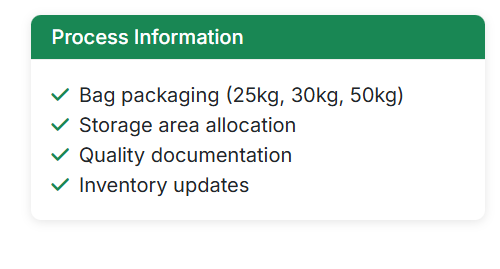 Process Information
Bag packaging (25kg, 30kg, 50kg)
Storage area allocation
Quality documentation
Inventory updates